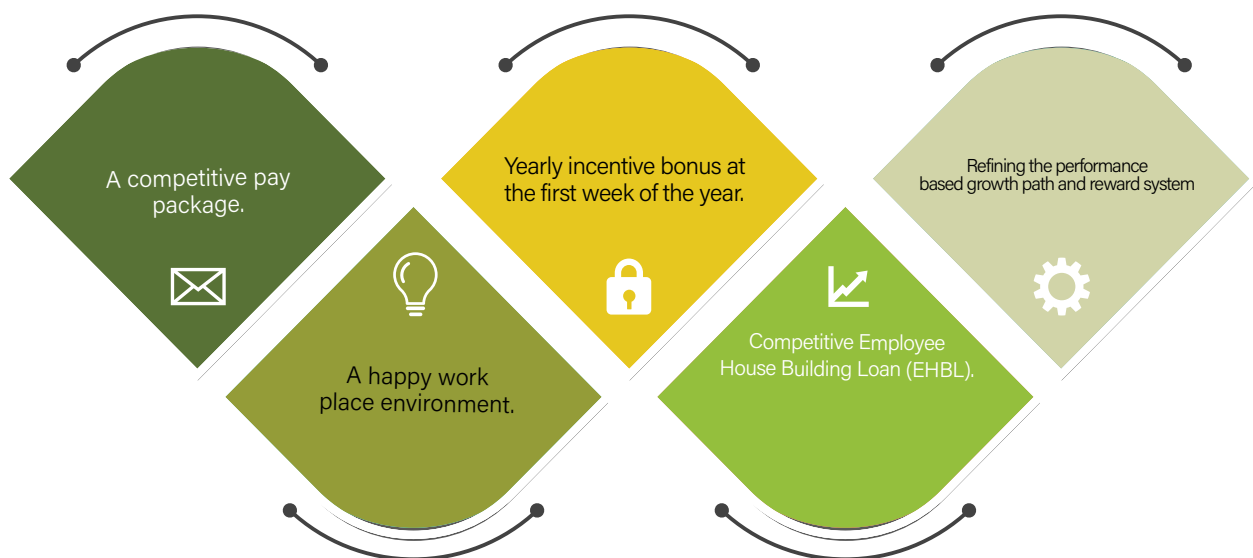 A competitive pay
package.
A happy work
place environment.
Yearly incentive bonus at
the first week of the year.
Competitive Employee
House Building Loan (EHBL).
Refining the performance
based growth path and reward system